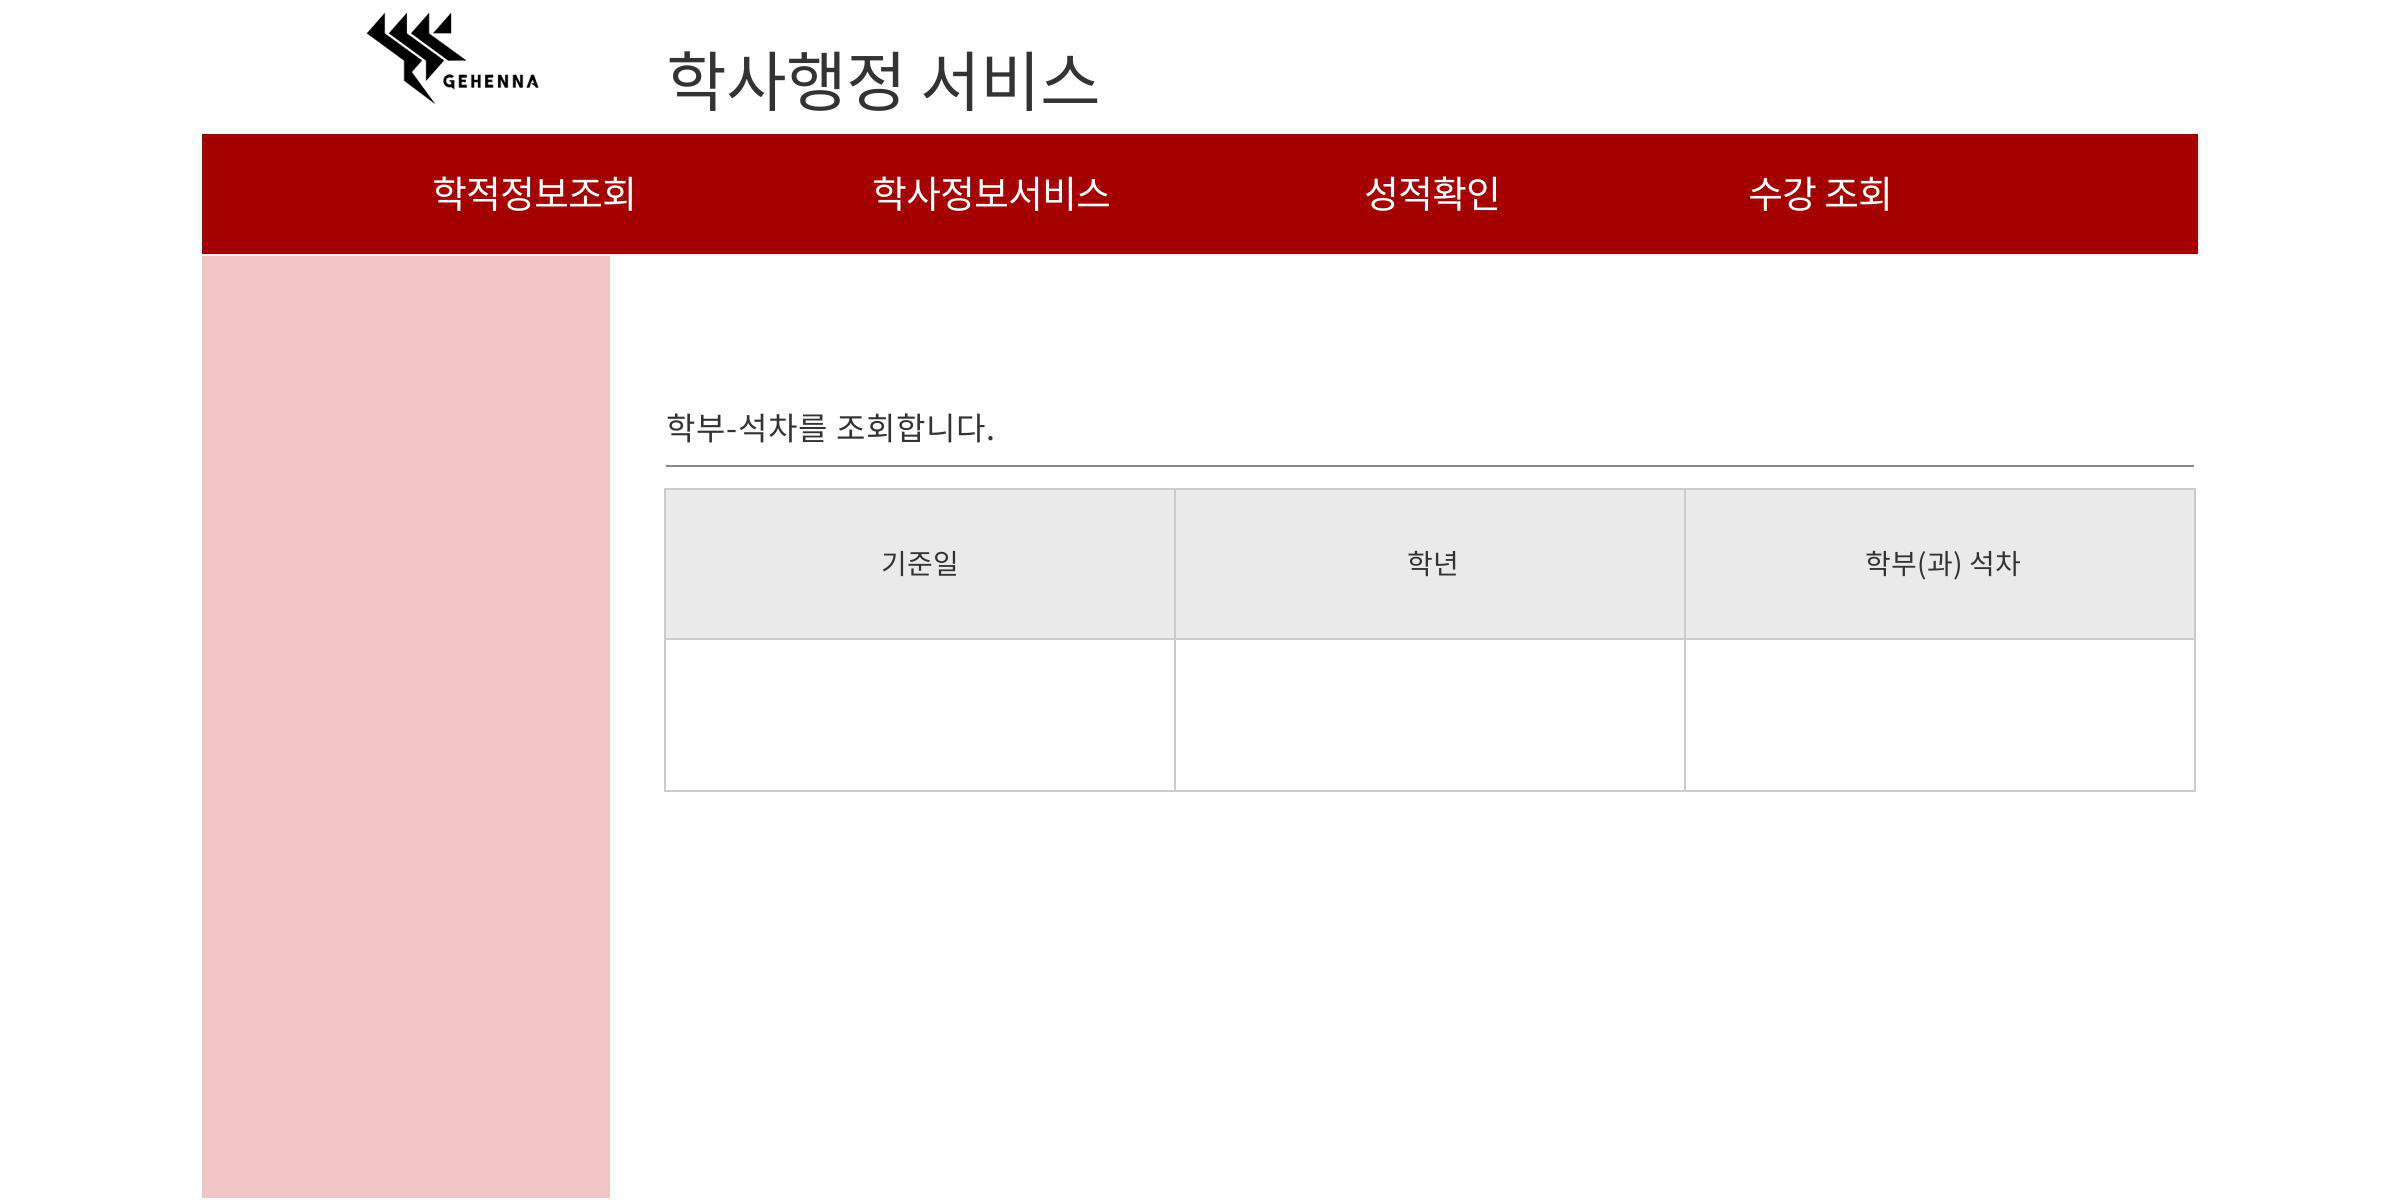 GEHENNA
학사행정 서비스
학적정보조회 학사정보서비스 성적확인 수강 조회
학부-석차를 조회합니다.
기준일 학년 학부(과) 석차